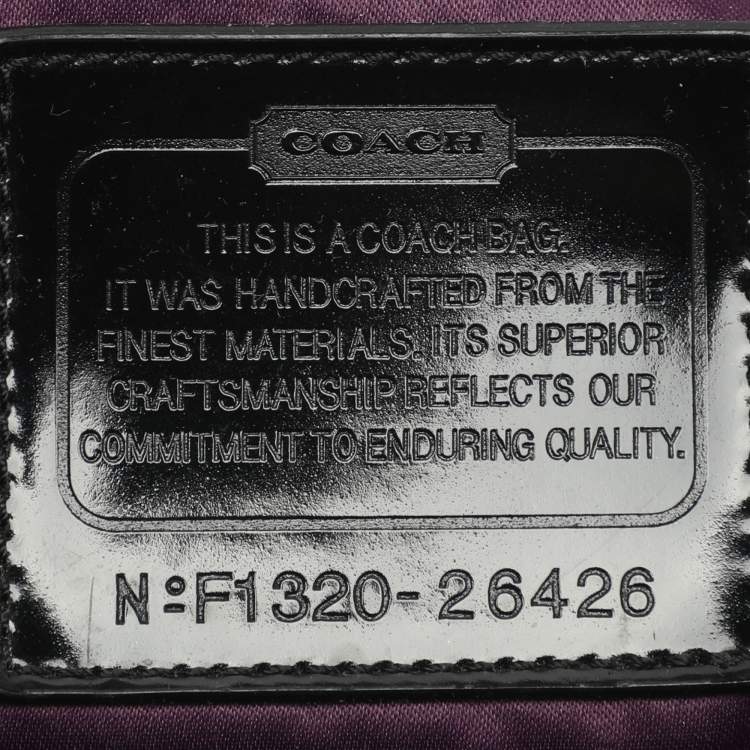 COACH
THIS IS A COACH BAG.
IT WAS HANDCRAFTED FROM THE
FINEST MATERIALS. ITS SUPERIOR
CRAFTSMANSHIP REFLECTS OUR
COMMITMENT TO ENDURING QUALITY.
Nº F1320-26426